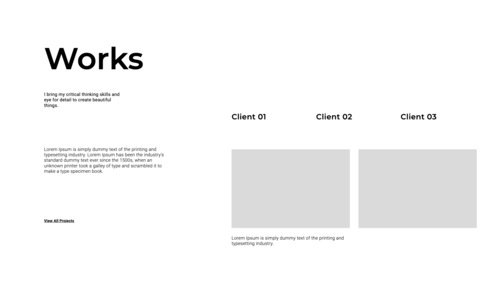 Works
I bring my critical thinking skills and
eye for detail to create beautiful
things.
Client 01
Client 02
Client 03
Lorem Ipsum is simply dummy text of the printing and
typesetting industry. Lorem Ipsum has been the industry's
standard dummy text ever since the 1500s, when an
unknown printer took a galley of type and scrambled it to
make a type specimen book.
View All Projects
Lorem Ipsum is simply dummy text of the printing and
typesetting industry.